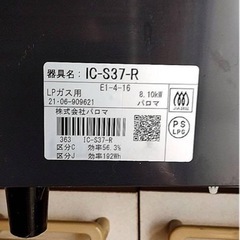 器具名：IC-S37-R
E1-4-16
LPガス用 8.10kW
21·06-909621 パロマ
株式会社パロマ
363 IC-S37-R
区分C 効率56.3%
区分J 効率192Wh
PS
LPG